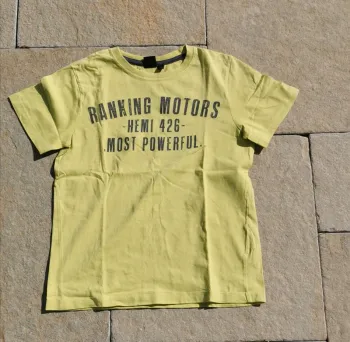 RANKING MOTORS
-HEMI 426-
.MOST POWERFUL.